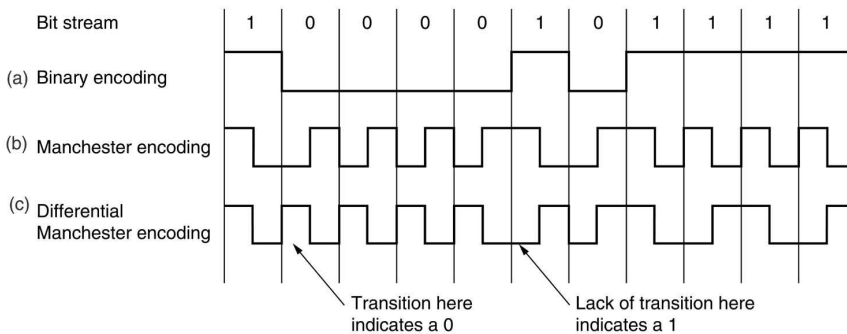 Bit stream 1 0 0 0 0 1 0 1 1 1 1
(a) Binary encoding
(b) Manchester encoding
(c) Differential
Manchester encoding
Transition here
indicates a 0
Lack of transition here
indicates a 1